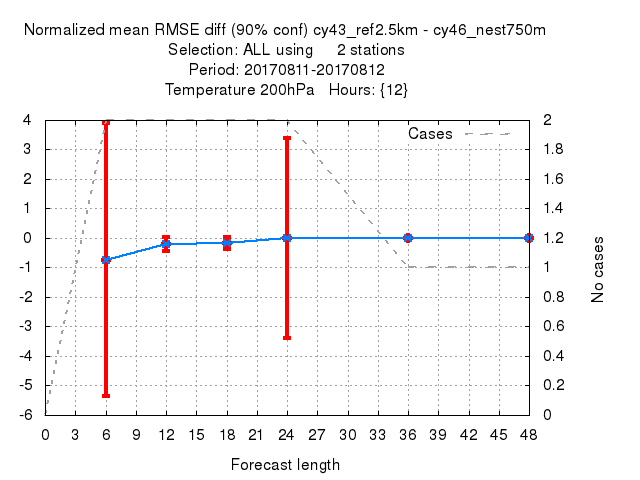 Normalized mean RMSE diff (90% conf) cy43_ref2.5km - cy46_nest750m
Selection: ALL using 2 stations
Period: 20170811-20170812
Temperature 200hPa Hours: {12}
Cases
4
3
2
1
0
-1
-2
-3
-4
-5
-6
2
1.8
1.6
1.4
1.2
1
0.8
0.6
0.4
0.2
0
No cases
0 3 6 9 12 15 18 21 24 27 30 33 36 39 42 45 48
Forecast length